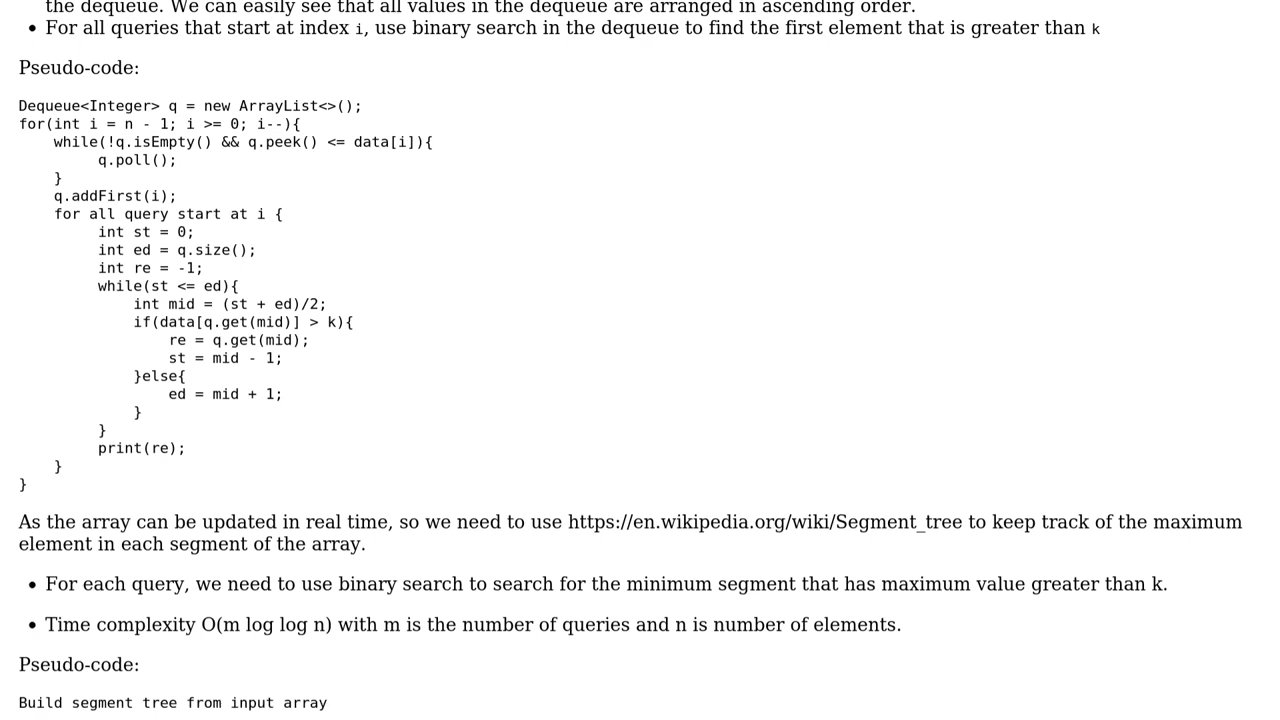 the dequeue. We can easily see that all values in the dequeue are arranged in ascending order.
• For all queries that start at index i, use binary search in the dequeue to find the first element that is greater than k
Pseudo-code:
Dequeue<Integer> q = new ArrayList<>();
for(int i = n - 1; i >= 0; i--){
    while(!q.isEmpty() && q.peek() <= data[i]){
         q.poll();
    }
    q.addFirst(i);
    for all query start at i {
         int st = 0;
         int ed = q.size();
         int re = -1;
         while(st <= ed){
             int mid = (st + ed)/2;
             if(data[q.get(mid)] > k){
                 re = q.get(mid);
                 st = mid - 1;
             }else{
                 ed = mid + 1;
             }
         }
         print(re);
    }
}
As the array can be updated in real time, so we need to use https://en.wikipedia.org/wiki/Segment_tree to keep track of the maximum
element in each segment of the array.
• For each query, we need to use binary search to search for the minimum segment that has maximum value greater than k.
• Time complexity O(m log log n) with m is the number of queries and n is number of elements.
Pseudo-code:
Build segment tree from input array